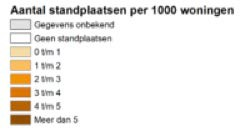 Aantal standplaatsen per 1000 woningen
Gegevens onbekend
Geen standplaatsen
0 t/m 1
1 t/m 2
2 t/m 3
3 t/m 4
4 t/m 5
Meer dan 5